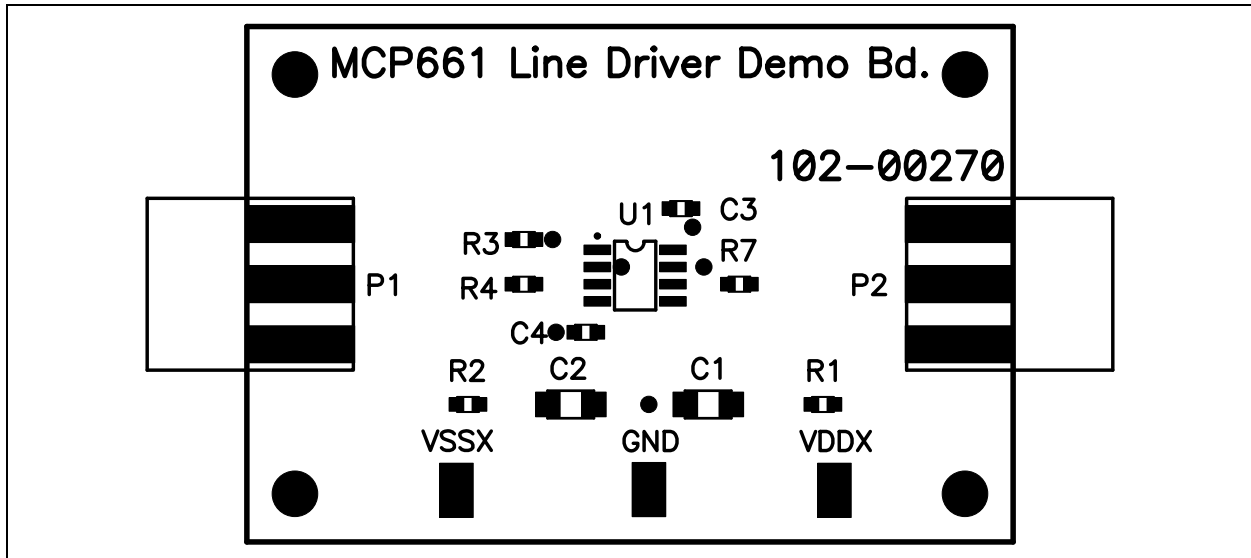 MCP661 Line Driver Demo Bd.
102-00270
U1
C3
R3
R7
R4
P1
P2
C4
R2
C2
C1
R1
VSSX
GND
VDDX